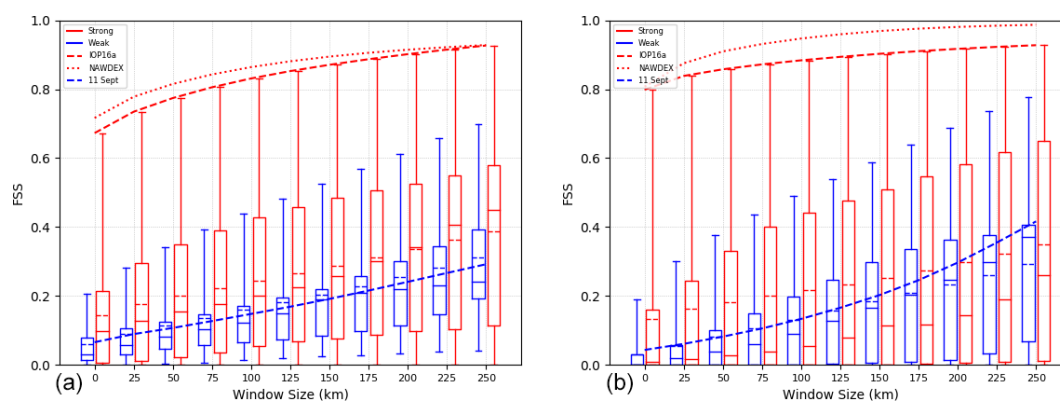 1.0
0.8
0.6
0.4
0.2
0.0
FSS
Strong
Weak
IOP16a
NAWDEX
11 Sept
0 25 50 75 100 125 150 175 200 225 250
Window Size (km)
(a)
1.0
0.8
0.6
0.4
0.2
0.0
FSS
Strong
Weak
IOP16a
NAWDEX
11 Sept
0 25 50 75 100 125 150 175 200 225 250
Window Size (km)
(b)